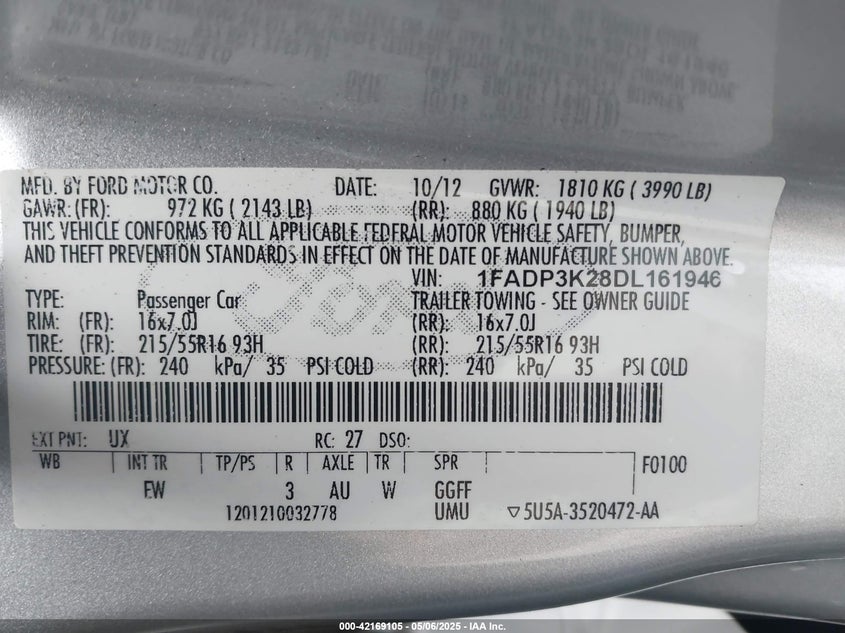 MFD. BY FORD MOTOR CO. DATE: 10/12 GVWR: 1810 KG ( 3990 LB)
GAWR: (FR): 972 KG ( 2143 LB) (RR): 880 KG ( 1940 LB)
THIS VEHICLE CONFORMS TO ALL APPLICABLE FEDERAL MOTOR VEHICLE SAFETY, BUMPER,
AND THEFT PREVENTION STANDARDS IN EFFECT ON THE DATE OF MANUFACTURE SHOWN ABOVE.
VIN: 1FADP3K28DL161946
TYPE: Passenger Car TRAILER TOWING - SEE OWNER GUIDE
RIM: (FR): 16x7.0J (RR): 16x7.0J
TIRE: (FR): 215/55R16 93H (RR): 215/55R16 93H
PRESSURE: (FR): 240 kPa/ 35 PSI COLD (RR): 240 kPa/ 35 PSI COLD
EXT PNT: UX RC: 27 DSO:
WB INT TR TP/PS R AXLE TR SPR F0100
EW 3 AU W GGFF
1201210032778 UMU ▽5U5A-3520472-AA
000-42169105 - 05/06/2025 - IAA Inc.